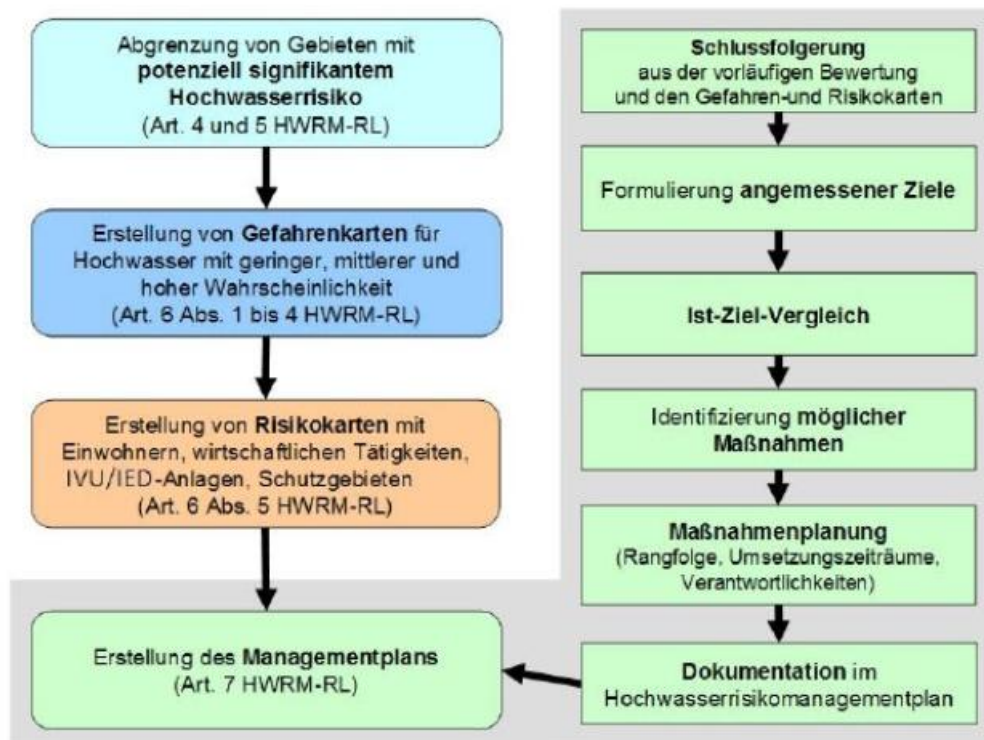 Abgrenzung von Gebieten mit
potenziell signifikantem
Hochwasserrisiko
(Art. 4 und 5 HWRM-RL)
Erstellung von Gefahrenkarten für
Hochwasser mit geringer, mittlerer und
hoher Wahrscheinlichkeit
(Art. 6 Abs. 1 bis 4 HWRM-RL)
Erstellung von Risikokarten mit
Einwohnern, wirtschaftlichen Tätigkeiten,
IVU/IED-Anlagen, Schutzgebieten
(Art. 6 Abs. 5 HWRM-RL)
Erstellung des Managementplans
(Art. 7 HWRM-RL)
Schlussfolgerung
aus der vorläufigen Bewertung
und den Gefahren-und Risikokarten
Formulierung angemessener Ziele
Ist-Ziel-Vergleich
Identifizierung möglicher
Maßnahmen
Maßnahmenplanung
(Rangfolge, Umsetzungszeiträume,
Verantwortlichkeiten)
Dokumentation im
Hochwasserrisikomanagementplan